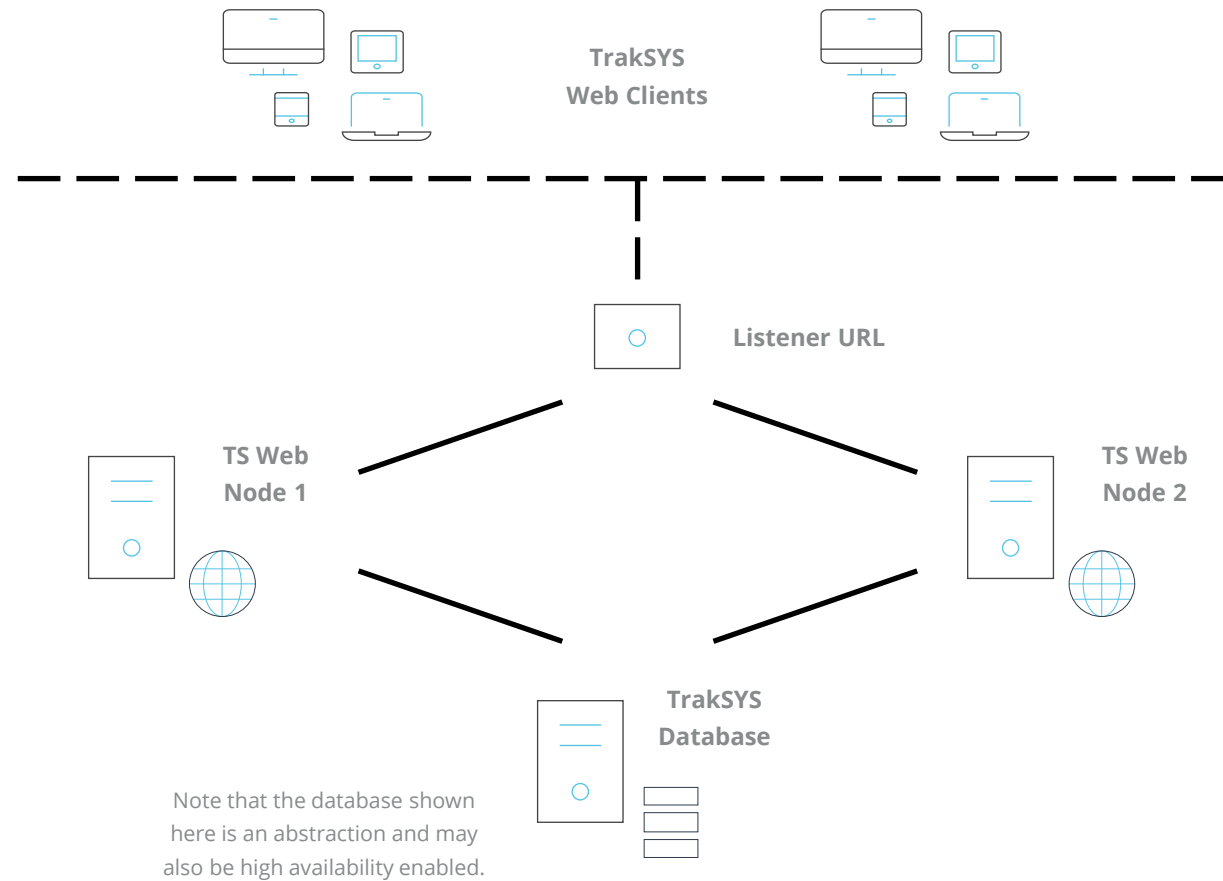 TrakSYS
Web Clients
Listener URL
TS Web
Node 1
TS Web
Node 2
TrakSYS
Database
Note that the database shown
here is an abstraction and may
also be high availability enabled.